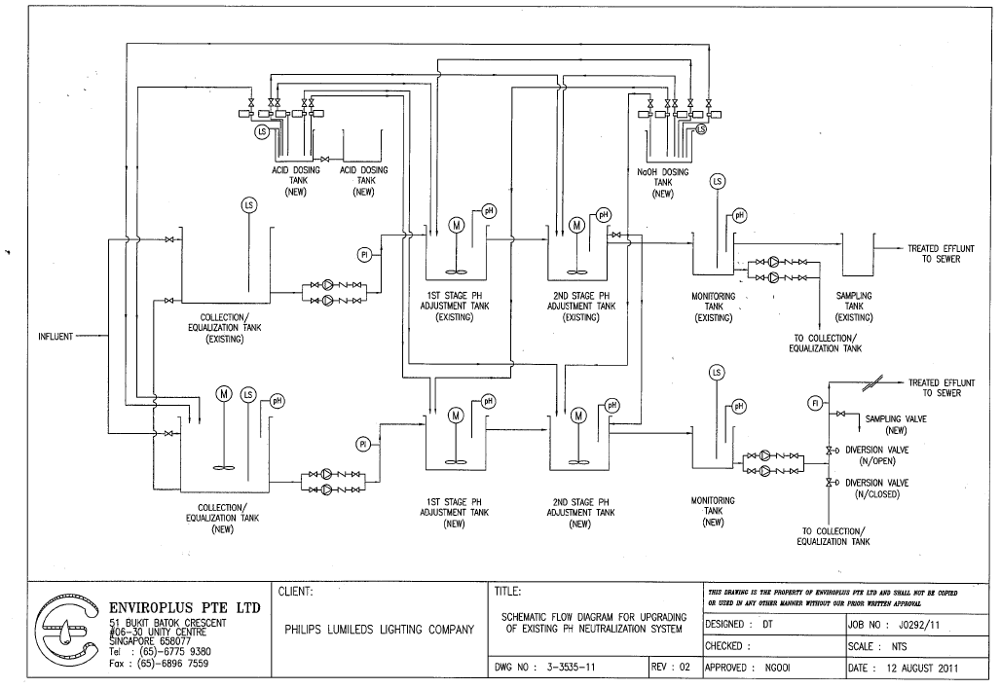 LS
ACID DOSING
TANK
(NEW)
ACID DOSING
TANK
(NEW)
LS
NaOH DOSING
TANK
(NEW)
LS
PI
M
pH
M
pH
LS
pH
1ST STAGE PH
ADJUSTMENT TANK
(EXISTING)
2ND STAGE PH
ADJUSTMENT TANK
(EXISTING)
MONITORING
TANK
(EXISTING)
SAMPLING
TANK
(EXISTING)
TREATED EFFLUNT
TO SEWER
COLLECTION/
EQUALIZATION TANK
(EXISTING)
TO COLLECTION/
EQUALIZATION TANK
INFLUENT
M
LS
pH
PI
M
pH
M
pH
LS
pH
FI
TREATED EFFLUNT
TO SEWER
SAMPLING VALVE
(NEW)
DIVERSION VALVE
(N/OPEN)
DIVERSION VALVE
(N/CLOSED)
COLLECTION/
EQUALIZATION TANK
(NEW)
1ST STAGE PH
ADJUSTMENT TANK
(NEW)
2ND STAGE PH
ADJUSTMENT TANK
(NEW)
MONITORING
TANK
(NEW)
TO COLLECTION/
EQUALIZATION TANK
ENVIROPLUS PTE LTD
51 BUKIT BATOK CRESCENT
#06-30 UNITY CENTRE
SINGAPORE 658077
Tel : (65)-6775 9380
Fax : (65)-6896 7559
CLIENT:
PHILIPS LUMILEDS LIGHTING COMPANY
TITLE:
SCHEMATIC FLOW DIAGRAM FOR UPGRADING
OF EXISTING PH NEUTRALIZATION SYSTEM
DWG NO : 3-3535-11
REV : 02
THIS DRAWING IS THE PROPERTY OF ENVIROPLUS PTE LTD AND SHALL NOT BE COPIED
OR USED IN ANY OTHER MANNER WITHOUT OUR PRIOR WRITTEN APPROVAL
DESIGNED : DT
JOB NO : J0292/11
CHECKED :
SCALE : NTS
APPROVED : NGOOI
DATE : 12 AUGUST 2011